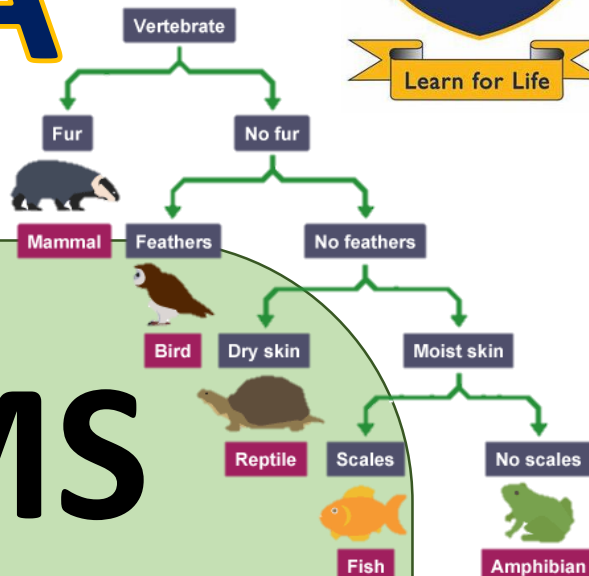 A
Vertebrate
Learn for Life
Fur
No fur
Mammal
Feathers
No feathers
Bird
Dry skin
Moist skin
MS
Reptile
Scales
No scales
Fish
Amphibian